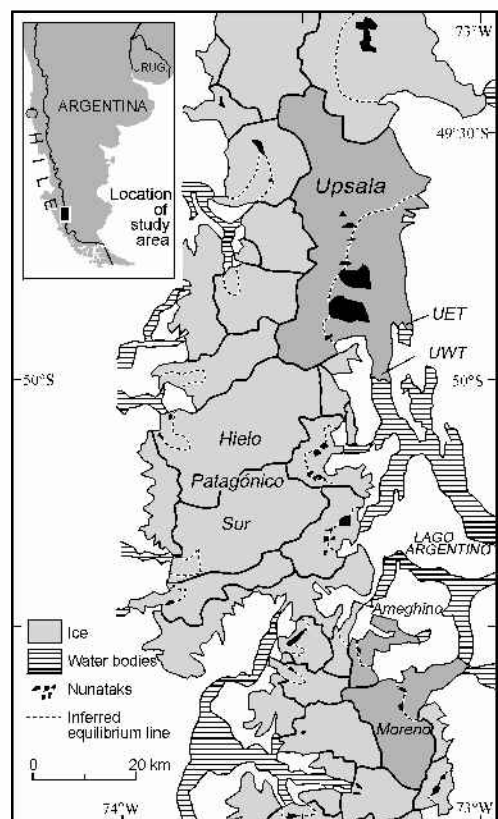 RUG.
ARGENTINA
CHILE
Location
of
study
area
73°W
49°30'S
Upsala
UET
UWT
50°S
50°S
Hielo
Patagónico
Sur
LAGO
ARGENTINO
Ameghino
Moreno
Ice
Water bodies
Nunataks
Inferred
equilibrium line
0
20 km
74°W
73°W